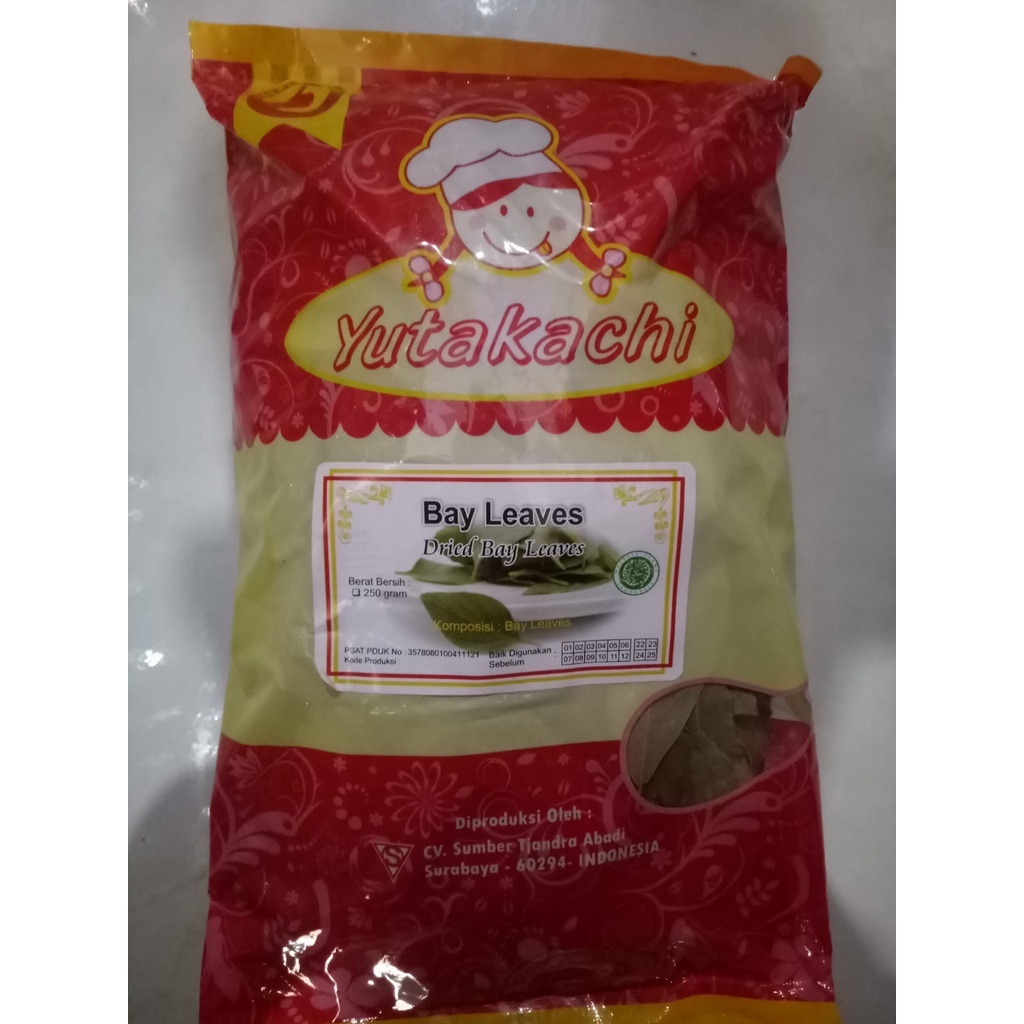 Yutakachi
Bay Leaves
Dried Bay Leaves
Berat Bersih :
❑ 250 gram
Komposisi : Bay Leaves
PSAT PDUK No : 3578080100411121
Kode Produksi :
Baik Digunakan
Sebelum :
01 02 03 04 05 06 22 23
07 08 09 10 11 12 24 25
Diproduksi Oleh :
S
CV. Sumber Tjandra Abadi
Surabaya - 60294- INDONESIA